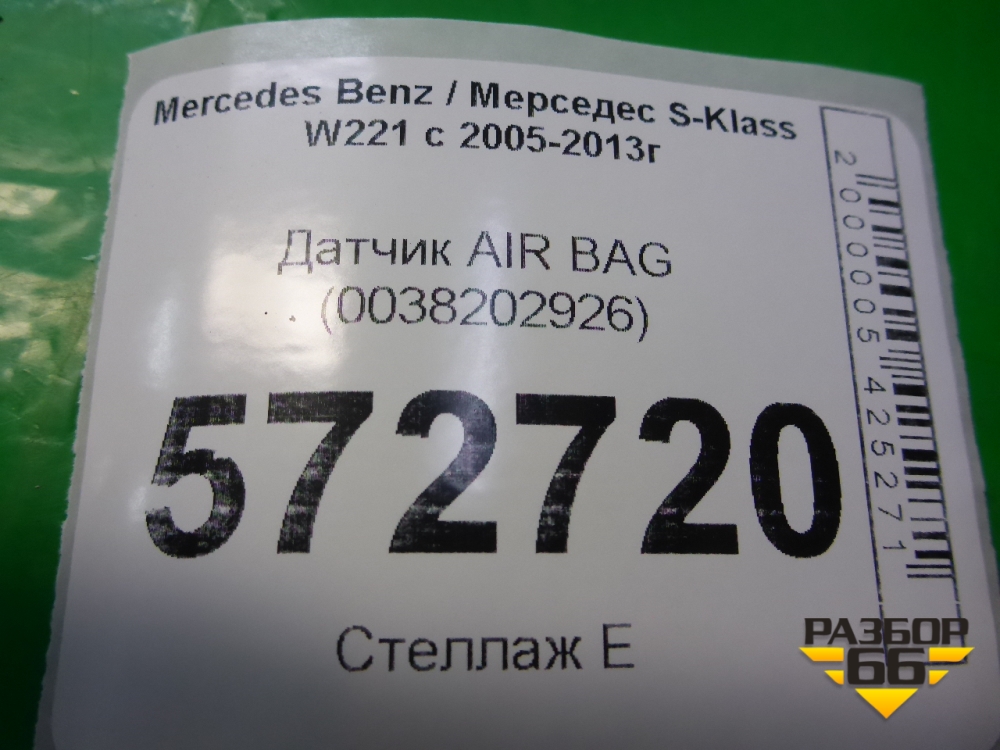 Mercedes Benz / Мерседес S-Klass
W221 с 2005-2013г
Датчик AIR BAG
(0038202926)
572720
Стеллаж Е
2000005425271
РАЗБОР
66